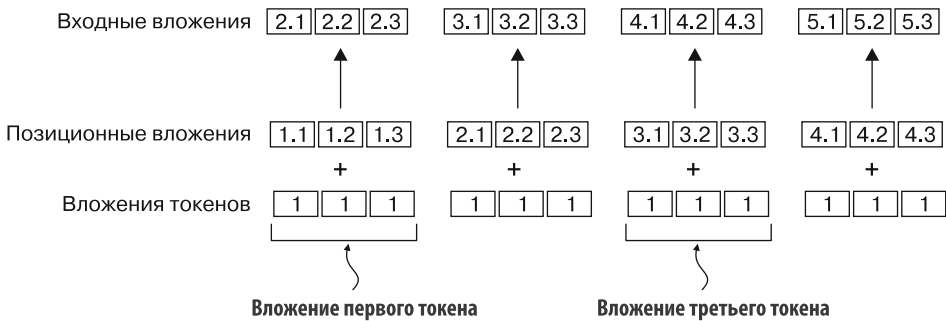 Входные вложения 2.1 2.2 2.3 3.1 3.2 3.3 4.1 4.2 4.3 5.1 5.2 5.3
Позиционные вложения 1.1 1.2 1.3 2.1 2.2 2.3 3.1 3.2 3.3 4.1 4.2 4.3
+ + + +
Вложения токенов 1 1 1 1 1 1 1 1 1 1 1 1
Вложение первого токена Вложение третьего токена